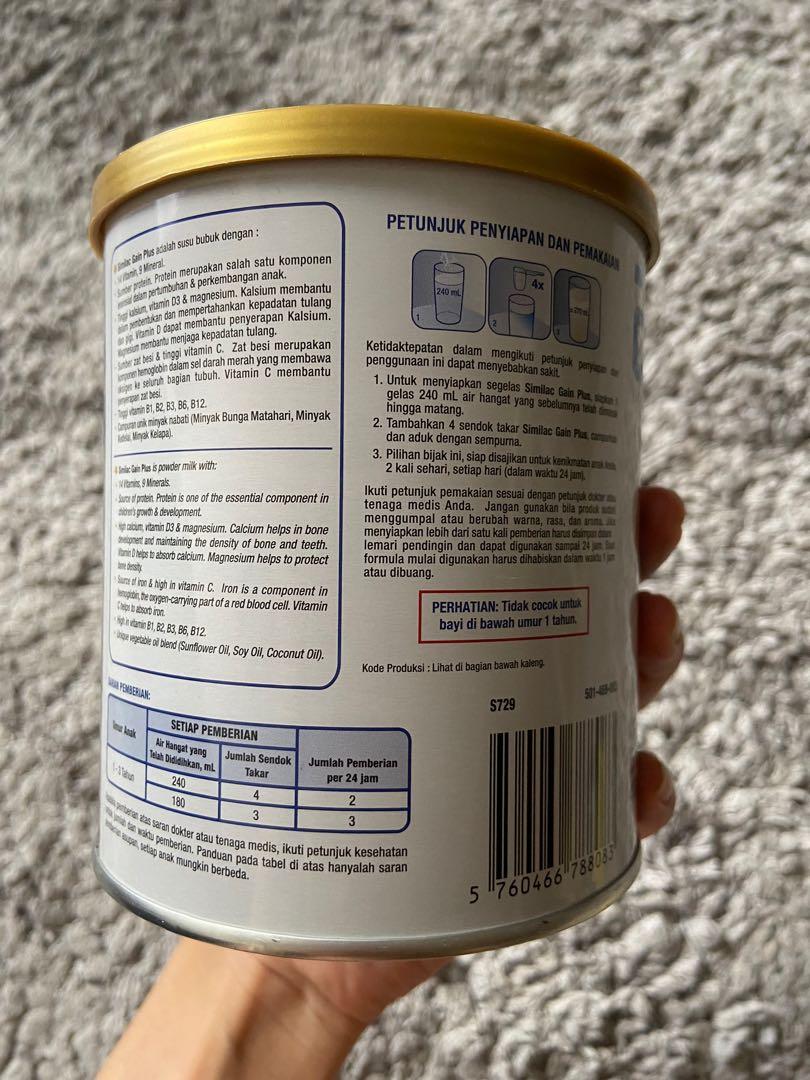 Similac Gain Plus adalah susu bubuk dengan :
14 Vitamin, 9 Mineral.
Sumber protein. Protein merupakan salah satu komponen
esensial dalam pertumbuhan & perkembangan anak.
Tinggi kalsium, vitamin D3 & magnesium. Kalsium membantu
dalam pembentukan dan mempertahankan kepadatan tulang
dan gigi. Vitamin D dapat membantu penyerapan Kalsium.
Magnesium membantu menjaga kepadatan tulang.
Sumber zat besi & tinggi vitamin C. Zat besi merupakan
komponen hemoglobin dalam sel darah merah yang membawa
oksigen ke seluruh bagian tubuh. Vitamin C membantu
penyerapan zat besi.
Tinggi vitamin B1, B2, B3, B6, B12.
Campuran unik minyak nabati (Minyak Bunga Matahari, Minyak
Kedelai, Minyak Kelapa).
Similac Gain Plus is powder milk with:
14 Vitamins, 9 Minerals.
Source of protein. Protein is one of the essential component in
children's growth & development.
High calcium, vitamin D3 & magnesium. Calcium helps in bone
development and maintaining the density of bone and teeth.
Vitamin D helps to absorb calcium. Magnesium helps to protect
bone density.
Source of iron & high in vitamin C. Iron is a component in
hemoglobin, the oxygen-carrying part of a red blood cell. Vitamin
C helps to absorb iron.
High in vitamin B1, B2, B3, B6, B12.
Unique vegetable oil blend (Sunflower Oil, Soy Oil, Coconut Oil).
PETUNJUK PENYIAPAN DAN PEMAKAIAN
240 mL
4x
± 270 mL
1
2
3
Ketidaktepatan dalam mengikuti petunjuk penyiapan dan
penggunaan ini dapat menyebabkan sakit.
1. Untuk menyiapkan segelas Similac Gain Plus, siapkan 1
gelas 240 mL air hangat yang sebelumnya telah dimasak
hingga matang.
2. Tambahkan 4 sendok takar Similac Gain Plus, campurkan
dan aduk dengan sempurna.
3. Pilihan bijak ini, siap disajikan untuk kenikmatan anak Anda,
2 kali sehari, setiap hari (dalam waktu 24 jam).
Ikuti petunjuk pemakaian sesuai dengan petunjuk dokter atau
tenaga medis Anda. Jangan gunakan bila produk sudah
menggumpal atau berubah warna, rasa, dan aroma. Jika
menyiapkan lebih dari satu kali pemberian harus disimpan dalam
lemari pendingin dan dapat digunakan sampai 24 jam. Saat
formula mulai digunakan harus dihabiskan dalam waktu 1 jam
atau dibuang.
PERHATIAN: Tidak cocok untuk
bayi di bawah umur 1 tahun.
Kode Produksi : Lihat di bagian bawah kaleng.
S729
PEMBERIAN:
Umur Anak
SETIAP PEMBERIAN
Air Hangat yang
Telah Dididihkan, mL
Jumlah Sendok
Takar
Jumlah Pemberian
per 24 jam
1 - 3 Tahun
240 4 2
180 3 3
pemberian atas saran dokter atau tenaga medis, ikuti petunjuk kesehatan
untuk jumlah dan waktu pemberian. Panduan pada tabel di atas hanyalah saran
pemberian asupan, setiap anak mungkin berbeda.
5 760466 788083